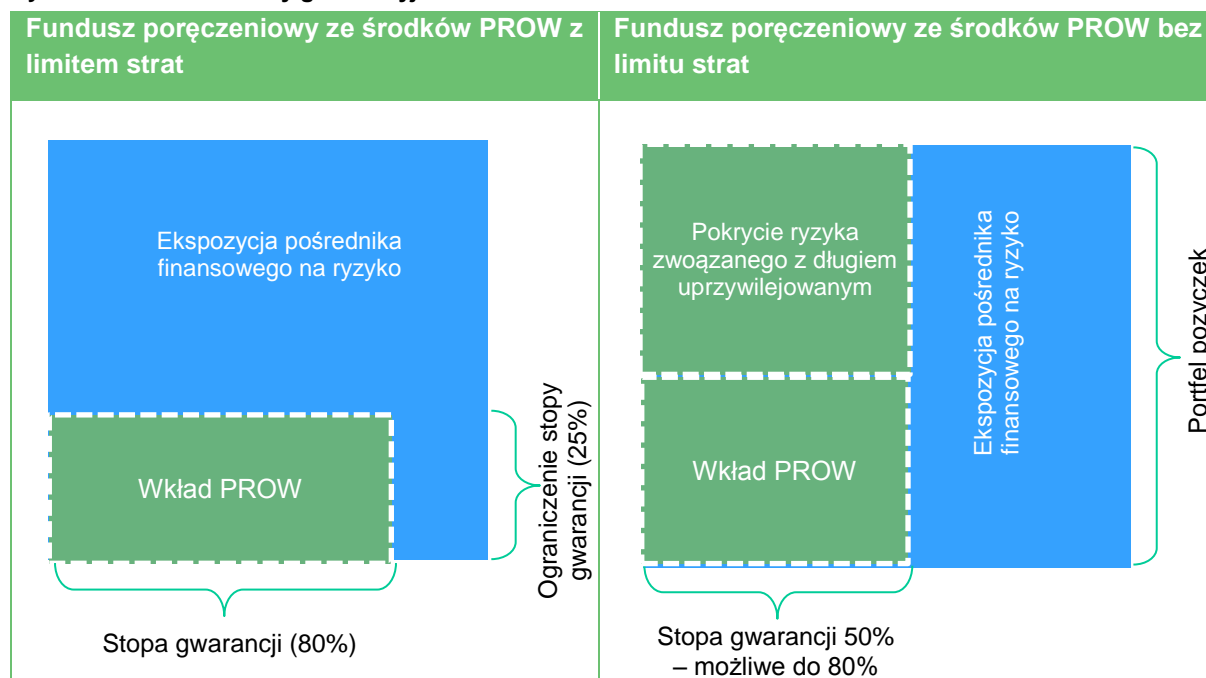 Fundusz poręczeniowy ze środków PROW z
limitem strat
Fundusz poręczeniowy ze środków PROW bez
limitu strat
Ekspozycja pośrednika
finansowego na ryzyko
Wkład PROW
Ograniczenie stopy
gwarancji (25%)
Stopa gwarancji (80%)
Pokrycie ryzyka
zwoązanego z długiem
uprzywilejowanym
Wkład PROW
Ekspozycja pośrednika
finansowego na ryzyko
Portfel pozyczek
Stopa gwarancji 50%
– możliwe do 80%